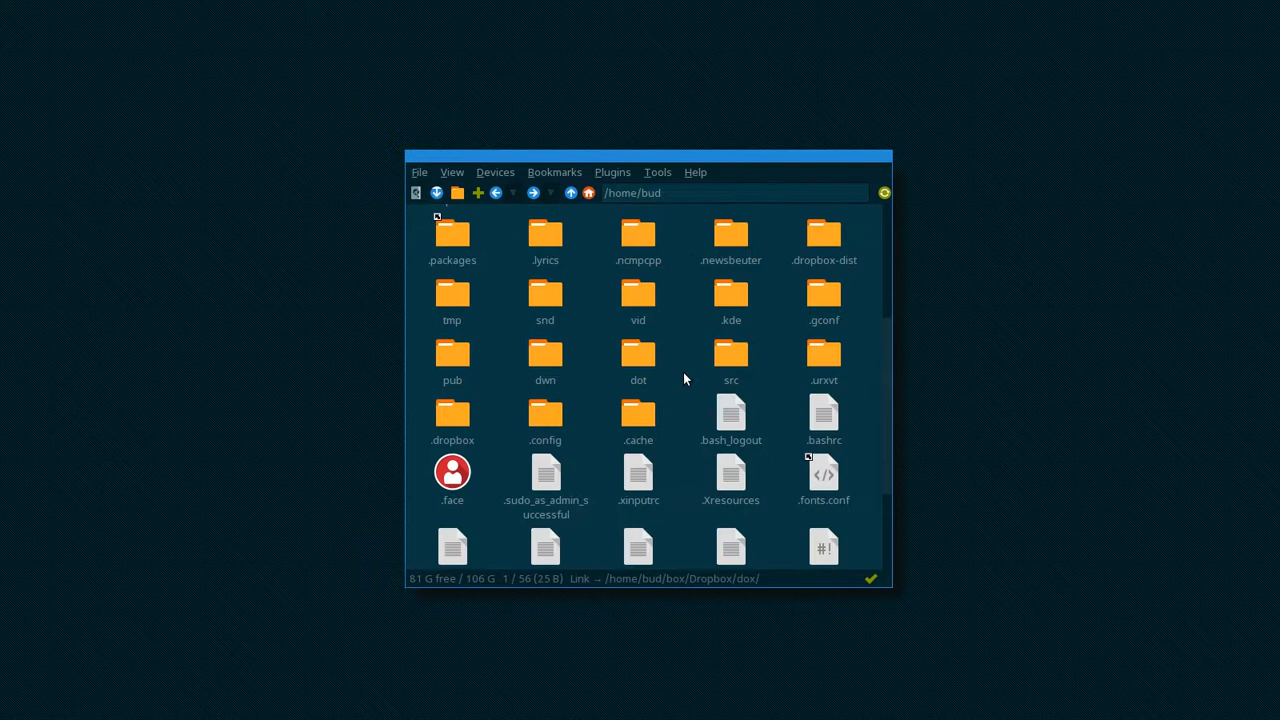 File View Devices Bookmarks Plugins Tools Help
/home/bud
.packages .lyrics .ncmpcpp .newsbeuter .dropbox-dist
tmp snd vid .kde .gconf
pub dwn dot src .urxvt
.dropbox .config .cache .bash_logout .bashrc
.face .sudo_as_admin_s .xinputrc .Xresources .fonts.conf
uccessful
#!
81 G free / 106 G 1 / 56 (25 B) Link → /home/bud/box/Dropbox/dox/